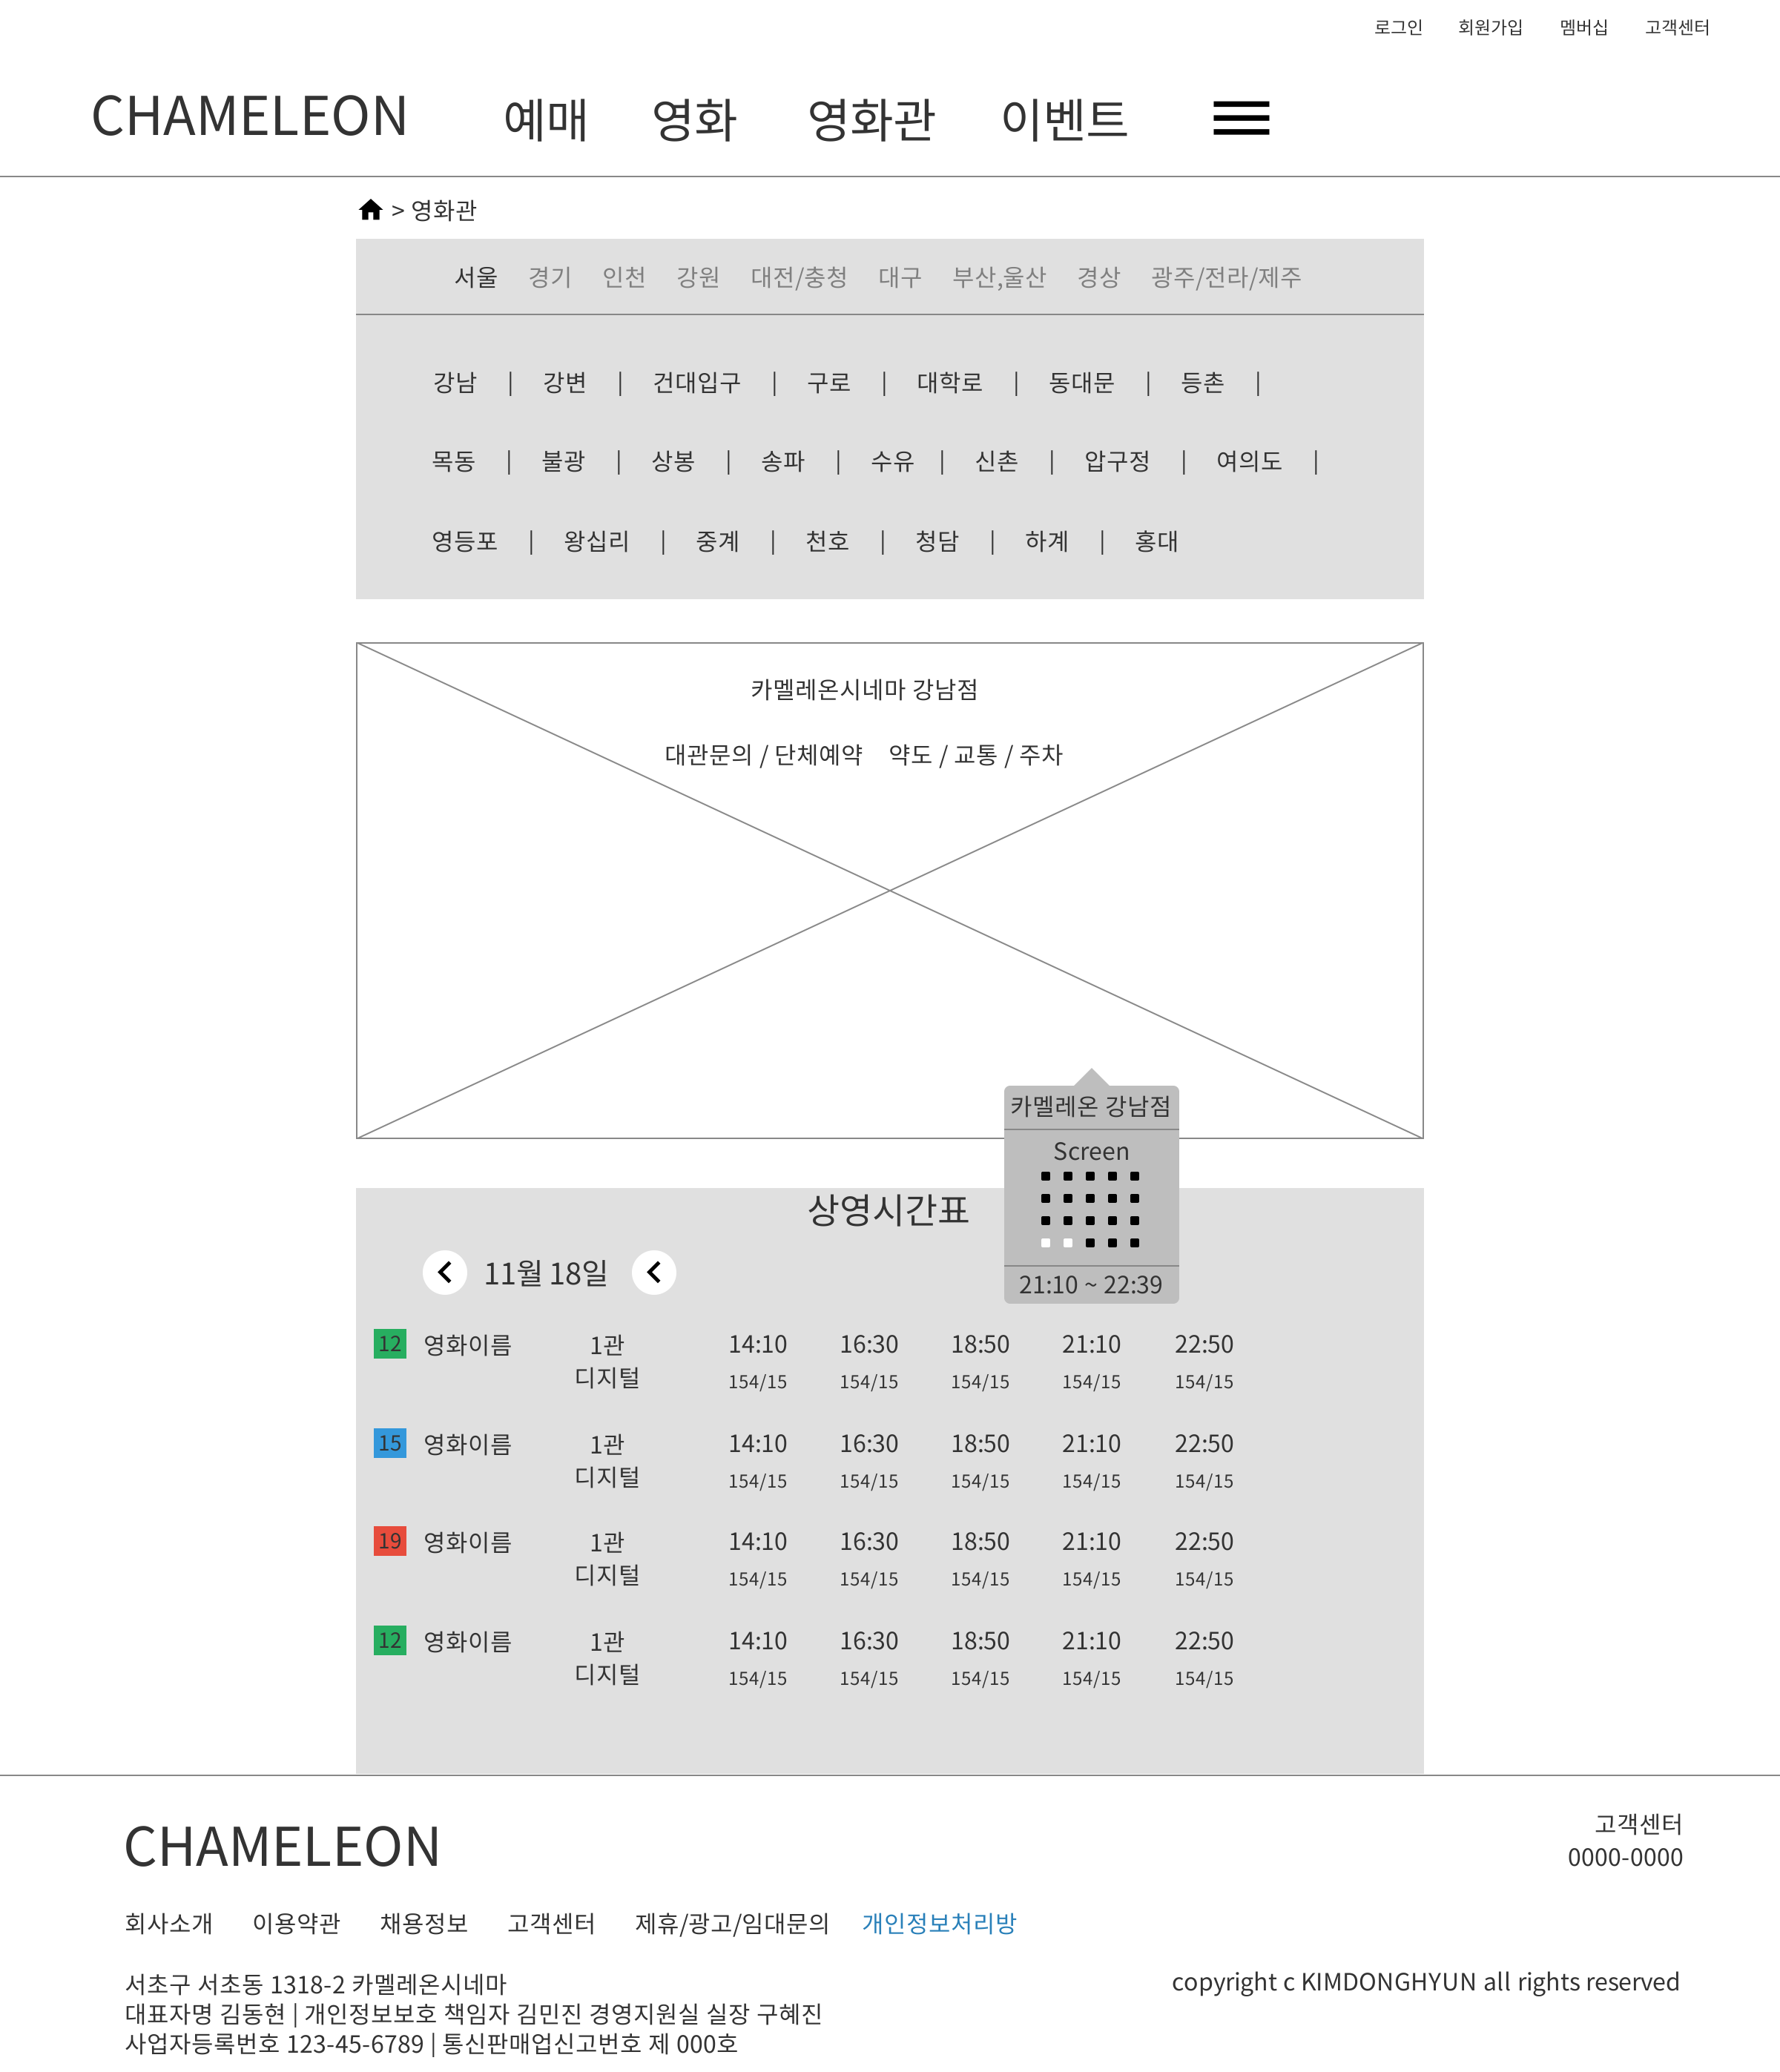 로그인 회원가입 멤버십 고객센터
CHAMELEON 예매 영화 영화관 이벤트
> 영화관
서울 경기 인천 강원 대전/충청 대구 부산,울산 경상 광주/전라/제주
강남 | 강변 | 건대입구 | 구로 | 대학로 | 동대문 | 등촌 |
목동 | 불광 | 상봉 | 송파 | 수유 | 신촌 | 압구정 | 여의도 |
영등포 | 왕십리 | 중계 | 천호 | 청담 | 하계 | 홍대
카멜레온시네마 강남점
대관문의 / 단체예약 약도 / 교통 / 주차
카멜레온 강남점
Screen
21:10 ~ 22:39
상영시간표
11월 18일
12 영화이름 1관 14:10 16:30 18:50 21:10 22:50
디지털 154/15 154/15 154/15 154/15 154/15
15 영화이름 1관 14:10 16:30 18:50 21:10 22:50
디지털 154/15 154/15 154/15 154/15 154/15
19 영화이름 1관 14:10 16:30 18:50 21:10 22:50
디지털 154/15 154/15 154/15 154/15 154/15
12 영화이름 1관 14:10 16:30 18:50 21:10 22:50
디지털 154/15 154/15 154/15 154/15 154/15
CHAMELEON
고객센터
0000-0000
회사소개 이용약관 채용정보 고객센터 제휴/광고/임대문의 개인정보처리방
서초구 서초동 1318-2 카멜레온시네마
대표자명 김동현 | 개인정보보호 책임자 김민진 경영지원실 실장 구혜진
사업자등록번호 123-45-6789 | 통신판매업신고번호 제 000호
copyright c KIMDONGHYUN all rights reserved